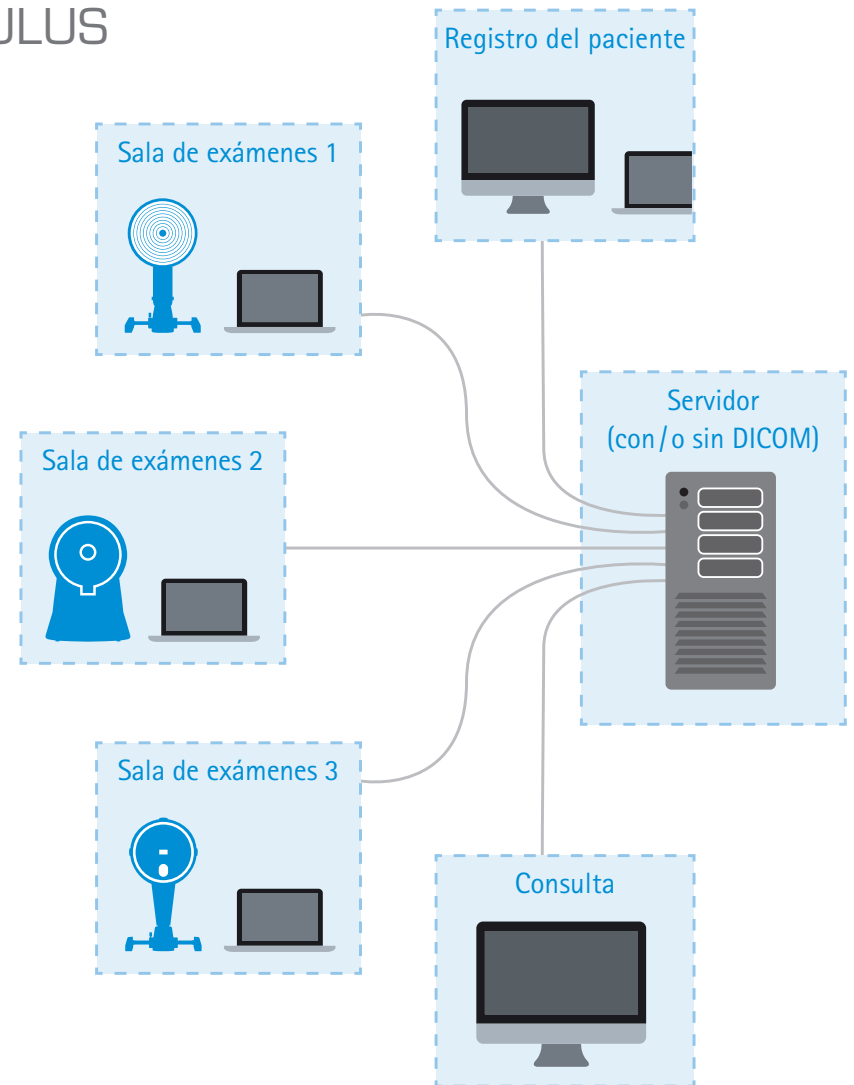 ULUS
Registro del paciente
Sala de exámenes 1
Servidor
(con / o sin DICOM)
Sala de exámenes 2
Sala de exámenes 3
Consulta